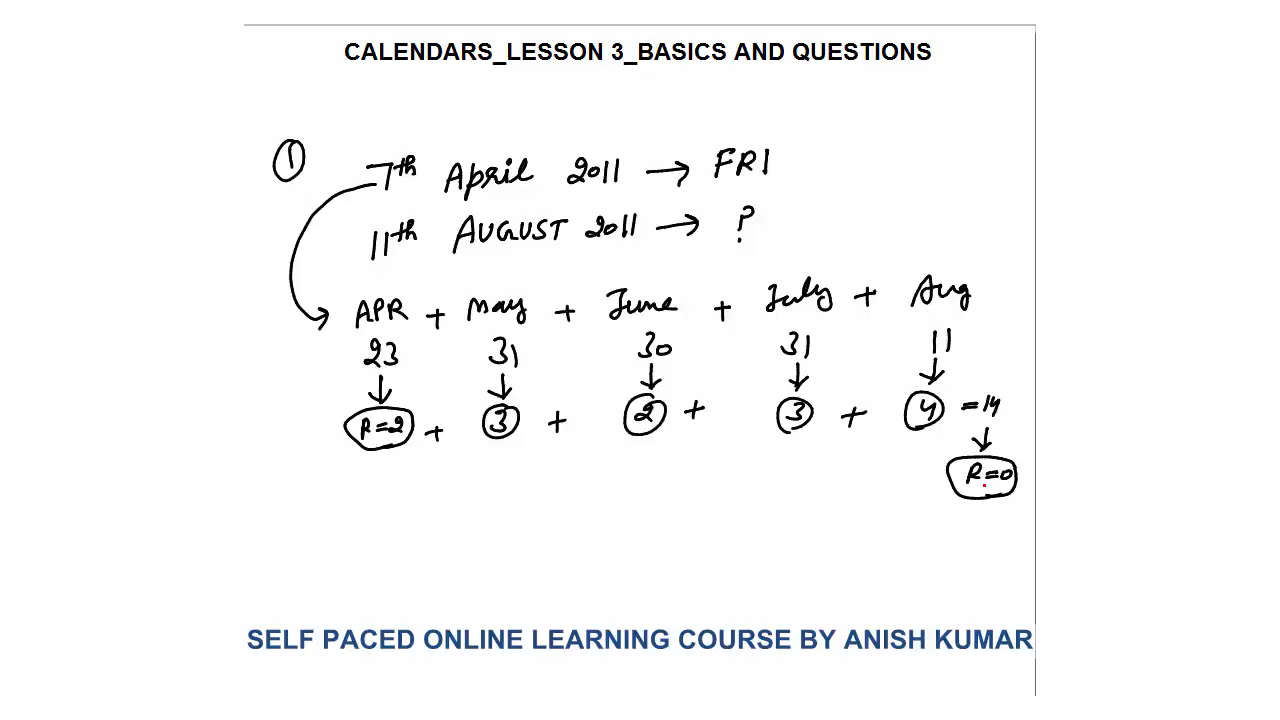 CALENDARS_LESSON 3_BASICS AND QUESTIONS
① 7th April 2011 → FRI
11th AUGUST 2011 → ?
APR + May + June + July + Aug
23 31 30 31 11
R=2 + 3 + 2 + 3 + 4 = 14
R=0
SELF PACED ONLINE LEARNING COURSE BY ANISH KUMAR